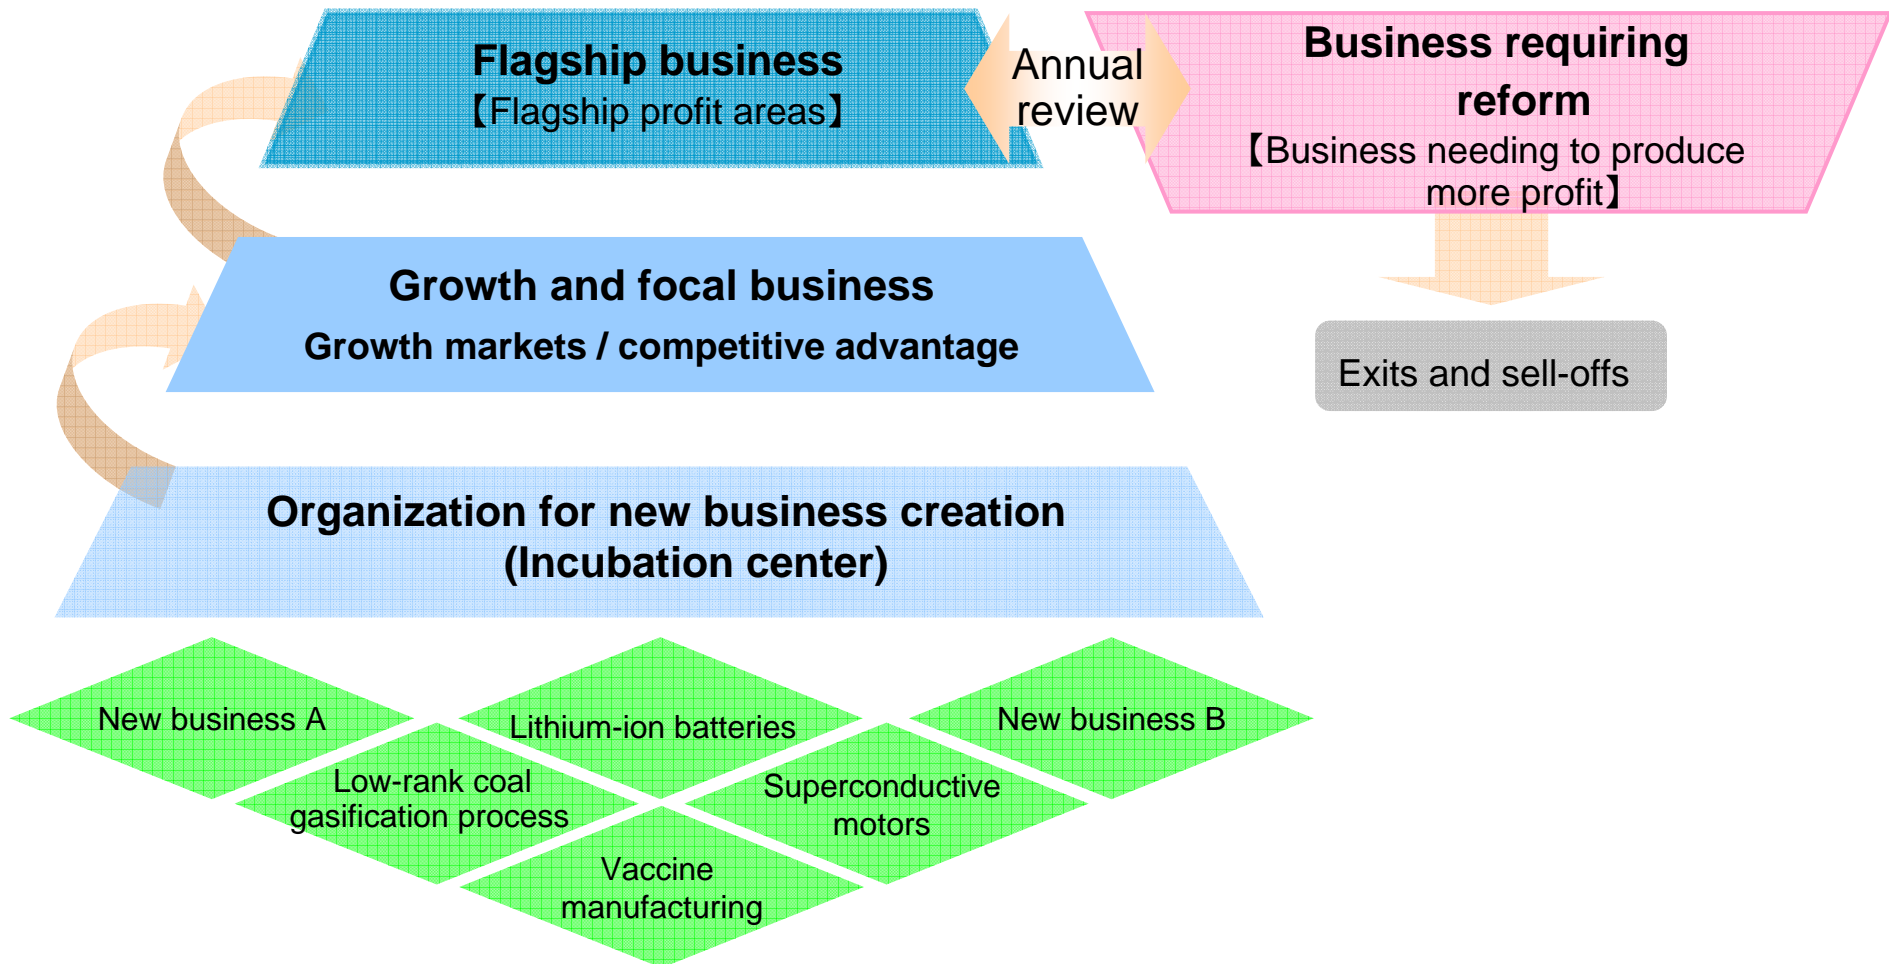 Flagship business
【Flagship profit areas】
Annual
review
Business requiring
reform
【Business needing to produce
more profit】
Growth and focal business
Growth markets / competitive advantage
Exits and sell-offs
Organization for new business creation
(Incubation center)
New business A
Lithium-ion batteries
New business B
Low-rank coal
gasification process
Superconductive
motors
Vaccine
manufacturing